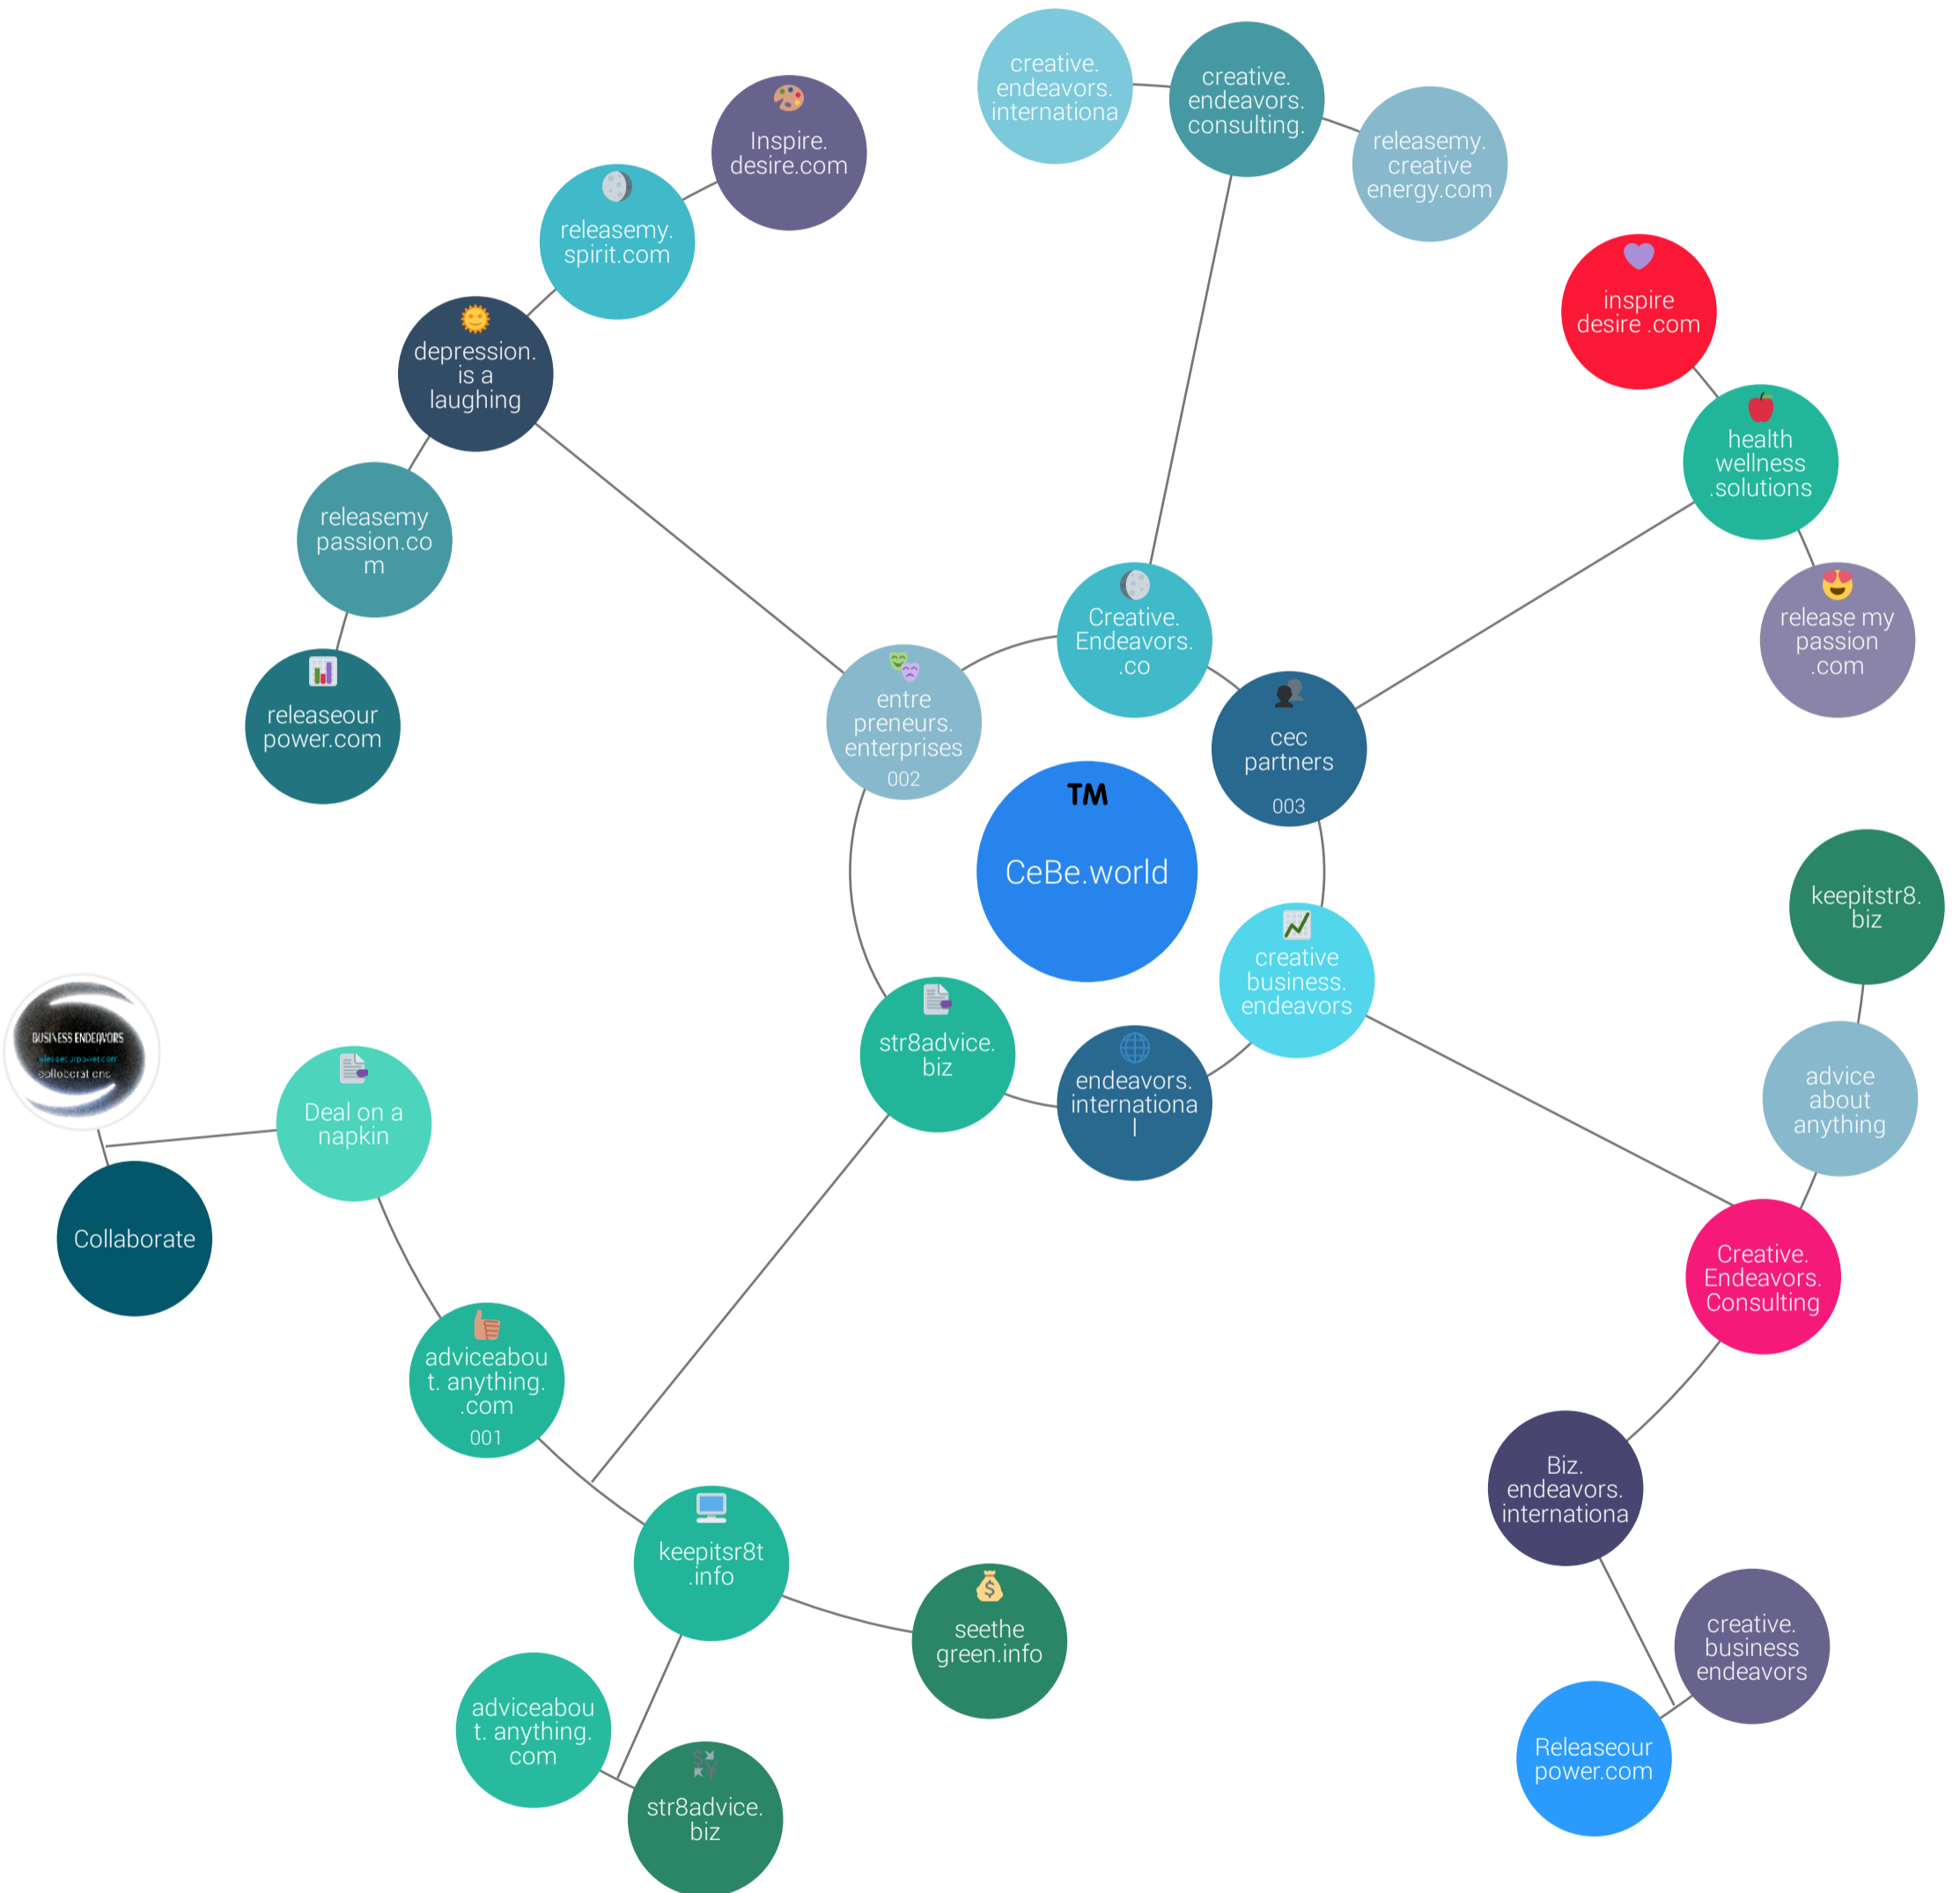 creative.
endeavors.
internationa
creative.
endeavors.
consulting.
releasemy.
creative
energy.com
Inspire.
desire.com
releasemy.
spirit.com
depression.
is a
laughing
releasemy
passion.co
m
releaseour
power.com
inspire
desire .com
health
wellness
.solutions
release my
passion
.com
Creative.
Endeavors.
.co
entre
preneurs.
enterprises
002
cec
partners
003
TM
CeBe.world
creative
business.
endeavors
str8advice.
biz
endeavors.
internationa
l
keepitstr8.
biz
advice
about
anything
Creative.
Endeavors.
Consulting
Biz.
endeavors.
internationa
creative.
business
endeavors
Releaseour
power.com
BUSINESS ENDEAVORS
Deal on a
napkin
Collaborate
adviceabou
t. anything.
.com
001
keepitsr8t
.info
seethe
green.info
adviceabou
t. anything.
com
str8advice.
biz